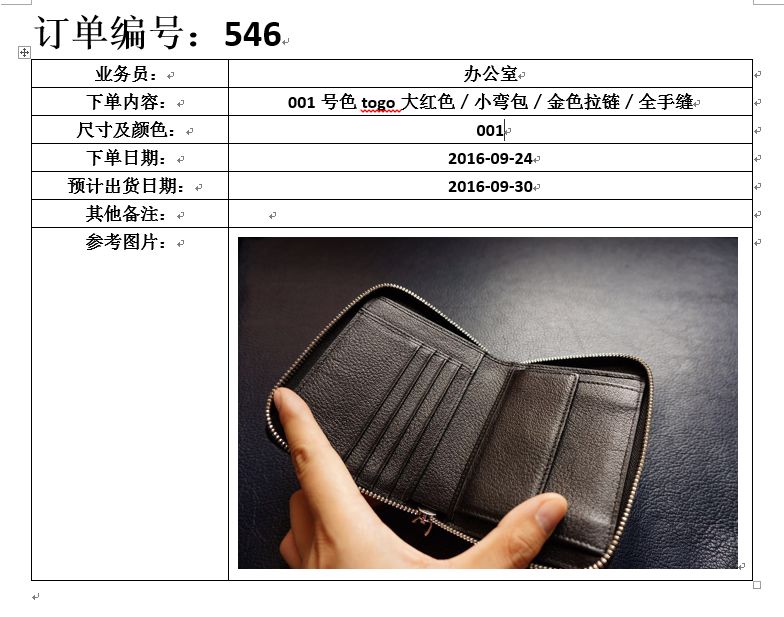 订单编号：546
业务员： 办公室
下单内容： 001 号色 togo 大红色 / 小弯包 / 金色拉链 / 全手缝
尺寸及颜色： 001
下单日期： 2016-09-24
预计出货日期： 2016-09-30
其他备注：
参考图片：